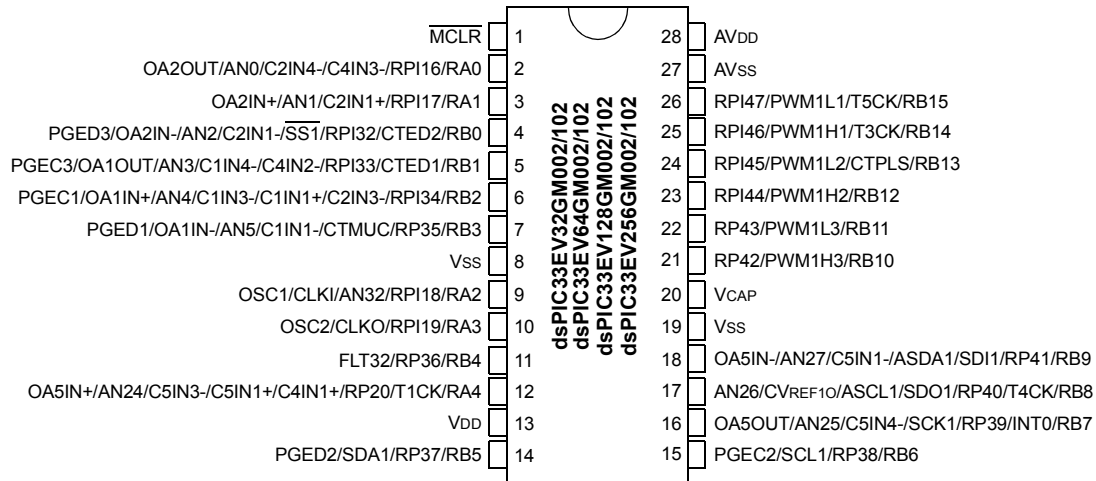 MCLR 1
OA2OUT/AN0/C2IN4-/C4IN3-/RPI16/RA0 2
OA2IN+/AN1/C2IN1+/RPI17/RA1 3
PGED3/OA2IN-/AN2/C2IN1-/SS1/RPI32/CTED2/RB0 4
PGEC3/OA1OUT/AN3/C1IN4-/C4IN2-/RPI33/CTED1/RB1 5
PGEC1/OA1IN+/AN4/C1IN3-/C1IN1+/C2IN3-/RPI34/RB2 6
PGED1/OA1IN-/AN5/C1IN1-/CTMUC/RP35/RB3 7
VSS 8
OSC1/CLKI/AN32/RPI18/RA2 9
OSC2/CLKO/RPI19/RA3 10
FLT32/RP36/RB4 11
OA5IN+/AN24/C5IN3-/C5IN1+/C4IN1+/RP20/T1CK/RA4 12
VDD 13
PGED2/SDA1/RP37/RB5 14
dsPIC33EV32GM002/102
dsPIC33EV64GM002/102
dsPIC33EV128GM002/102
dsPIC33EV256GM002/102
28 AVDD
27 AVSS
26 RPI47/PWM1L1/T5CK/RB15
25 RPI46/PWM1H1/T3CK/RB14
24 RPI45/PWM1L2/CTPLS/RB13
23 RPI44/PWM1H2/RB12
22 RP43/PWM1L3/RB11
21 RP42/PWM1H3/RB10
20 VCAP
19 VSS
18 OA5IN-/AN27/C5IN1-/ASDA1/SDI1/RP41/RB9
17 AN26/CVREF1O/ASCL1/SDO1/RP40/T4CK/RB8
16 OA5OUT/AN25/C5IN4-/SCK1/RP39/INT0/RB7
15 PGEC2/SCL1/RP38/RB6